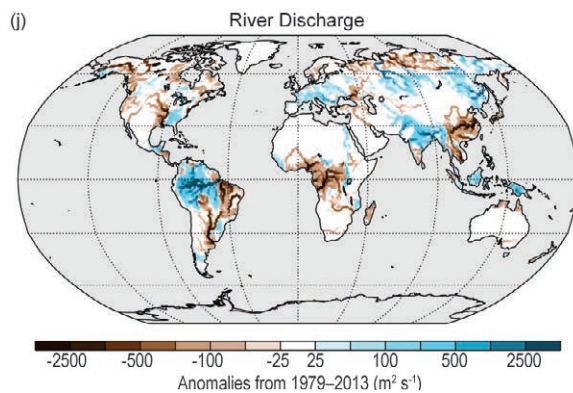 (j)
River Discharge
-2500 -500 -100 -25 25 100 500 2500
Anomalies from 1979–2013 (m² s⁻¹)